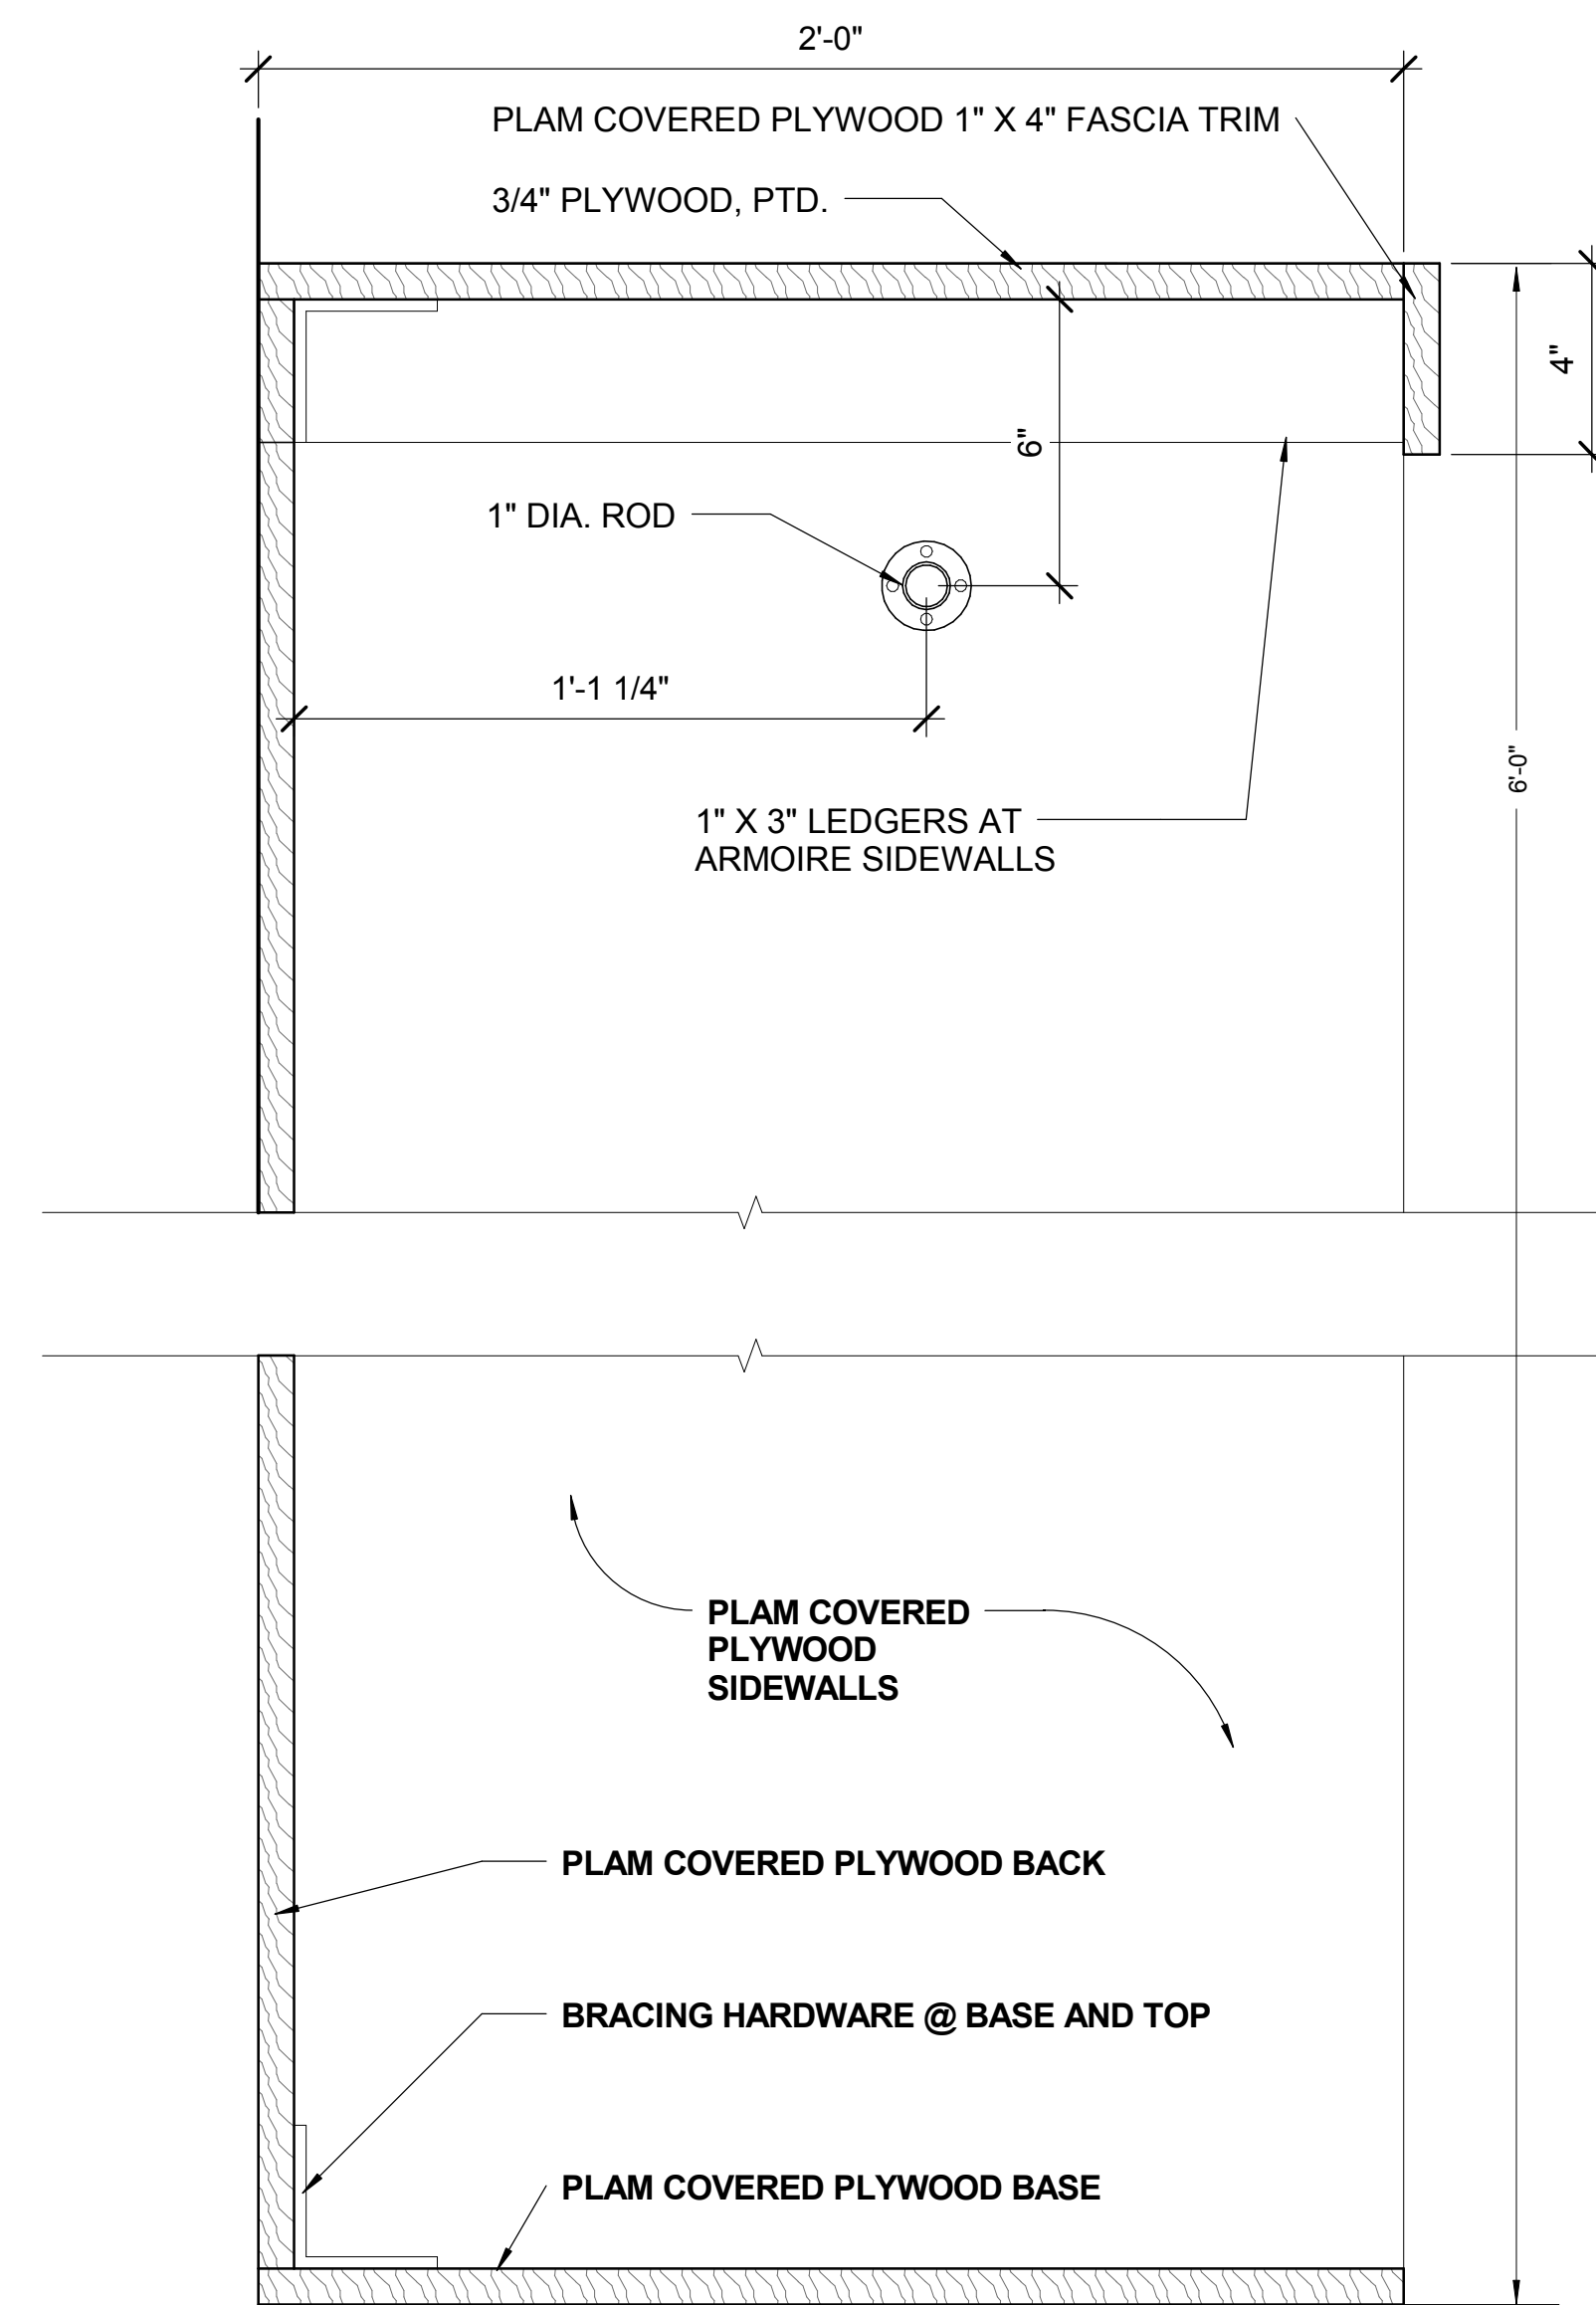 2'-0"
PLAM COVERED PLYWOOD 1" X 4" FASCIA TRIM
3/4" PLYWOOD, PTD.
4"
6"
1" DIA. ROD
1'-1 1/4"
6'-0"
1" X 3" LEDGERS AT
ARMOIRE SIDEWALLS
PLAM COVERED
PLYWOOD
SIDEWALLS
PLAM COVERED PLYWOOD BACK
BRACING HARDWARE @ BASE AND TOP
PLAM COVERED PLYWOOD BASE